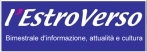 l'EstroVerso
Bimestrale d'informazione, attualità e cultura